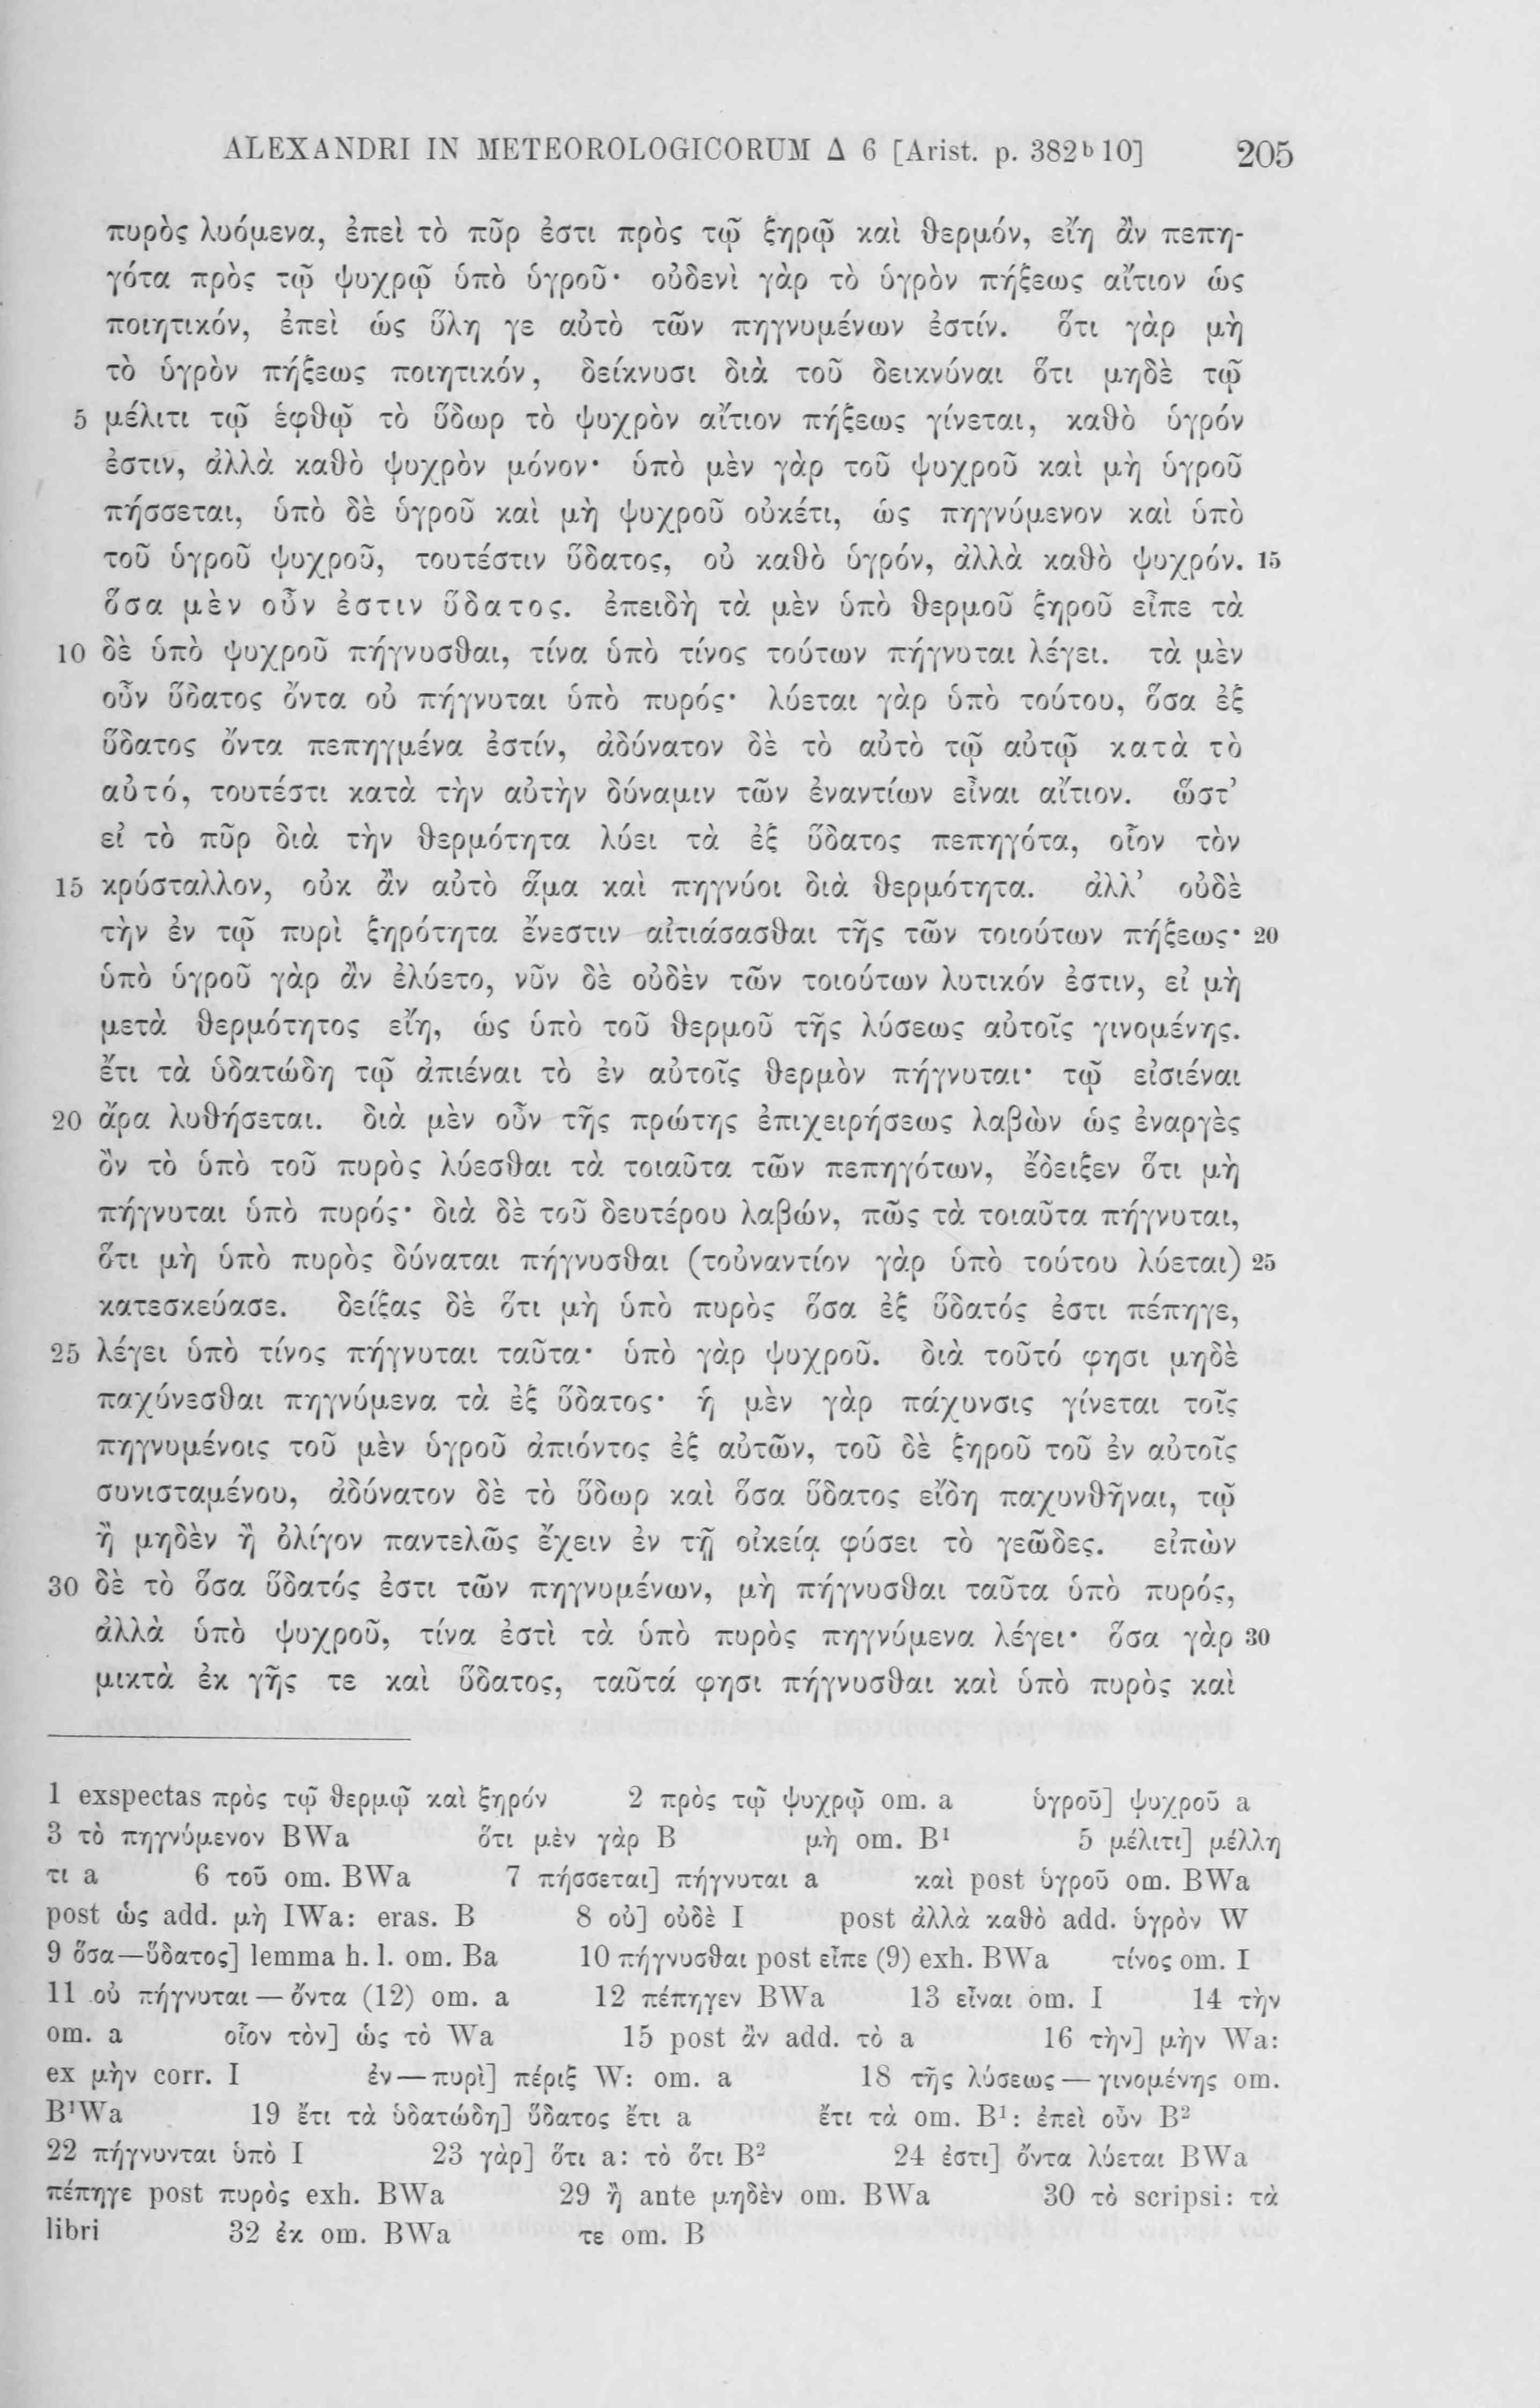 ALEXANDRI IN METEOROLOGICORUM Δ 6 [Arist. p. 382ᵇ10] 205
πυρὸς λυόμενα, ἐπεὶ τὸ πῦρ ἐστι πρὸς τῷ ξηρῷ καὶ θερμόν, εἴη ἂν πεπη-
γότα πρὸς τῷ ψυχρῷ ὑπὸ ὑγροῦ· οὐδενὶ γὰρ τὸ ὑγρὸν πήξεως αἴτιον ὡς
ποιητικόν, ἐπεὶ ὡς ὕλη γε αὐτὸ τῶν πηγνυμένων ἐστίν. ὅτι γὰρ μὴ
τὸ ὑγρὸν πήξεως ποιητικόν, δείκνυσι διὰ τοῦ δεικνύναι ὅτι μηδὲ τῷ
5 μέλιτι τῷ ἑφθῷ τὸ ὕδωρ τὸ ψυχρὸν αἴτιον πήξεως γίνεται, καθὸ ὑγρόν
ἐστιν, ἀλλὰ καθὸ ψυχρὸν μόνον· ὑπὸ μὲν γὰρ τοῦ ψυχροῦ καὶ μὴ ὑγροῦ
πήσσεται, ὑπὸ δὲ ὑγροῦ καὶ μὴ ψυχροῦ οὐκέτι, ὡς πηγνύμενον καὶ ὑπὸ
τοῦ ὑγροῦ ψυχροῦ, τουτέστιν ὕδατος, οὐ καθὸ ὑγρόν, ἀλλὰ καθὸ ψυχρόν. 15
ὅσα μὲν οὖν ἐστιν ὕδατος. ἐπειδὴ τὰ μὲν ὑπὸ θερμοῦ ξηροῦ εἶπε τὰ
10 δὲ ὑπὸ ψυχροῦ πήγνυσθαι, τίνα ὑπὸ τίνος τούτων πήγνυται λέγει. τὰ μὲν
οὖν ὕδατος ὄντα οὐ πήγνυται ὑπὸ πυρός· λύεται γὰρ ὑπὸ τούτου, ὅσα ἐξ
ὕδατος ὄντα πεπηγμένα ἐστίν, ἀδύνατον δὲ τὸ αὐτὸ τῷ αὐτῷ κατὰ τὸ
αὐτό, τουτέστι κατὰ τὴν αὐτὴν δύναμιν τῶν ἐναντίων εἶναι αἴτιον. ὥστ’
εἰ τὸ πῦρ διὰ τὴν θερμότητα λύει τὰ ἐξ ὕδατος πεπηγότα, οἷον τὸν
15 κρύσταλλον, οὐκ ἂν αὐτὸ ἅμα καὶ πηγνύοι διὰ θερμότητα. ἀλλ’ οὐδὲ
τὴν ἐν τῷ πυρὶ ξηρότητα ἔνεστιν αἰτιάσασθαι τῆς τῶν τοιούτων πήξεως· 20
ὑπὸ ὑγροῦ γὰρ ἂν ἐλύετο, νῦν δὲ οὐδὲν τῶν τοιούτων λυτικόν ἐστιν, εἰ μὴ
μετὰ θερμότητος εἴη, ὡς ὑπὸ τοῦ θερμοῦ τῆς λύσεως αὐτοῖς γινομένης.
ἔτι τὰ ὑδατώδη τῷ ἀπιέναι τὸ ἐν αὐτοῖς θερμὸν πήγνυται· τῷ εἰσιέναι
20 ἄρα λυθήσεται. διὰ μὲν οὖν τῆς πρώτης ἐπιχειρήσεως λαβὼν ὡς ἐναργὲς
ὂν τὸ ὑπὸ τοῦ πυρὸς λύεσθαι τὰ τοιαῦτα τῶν πεπηγότων, ἔδειξεν ὅτι μὴ
πήγνυται ὑπὸ πυρός· διὰ δὲ τοῦ δευτέρου λαβών, πῶς τὰ τοιαῦτα πήγνυται,
ὅτι μὴ ὑπὸ πυρὸς δύναται πήγνυσθαι (τοὐναντίον γὰρ ὑπὸ τούτου λύεται) 25
κατεσκεύασε. δείξας δὲ ὅτι μὴ ὑπὸ πυρὸς ὅσα ἐξ ὕδατός ἐστι πέπηγε,
25 λέγει ὑπὸ τίνος πήγνυται ταῦτα· ὑπὸ γὰρ ψυχροῦ. διὰ τοῦτό φησι μηδὲ
παχύνεσθαι πηγνύμενα τὰ ἐξ ὕδατος· ἡ μὲν γὰρ πάχυνσις γίνεται τοῖς
πηγνυμένοις τοῦ μὲν ὑγροῦ ἀπιόντος ἐξ αὐτῶν, τοῦ δὲ ξηροῦ τοῦ ἐν αὐτοῖς
συνισταμένου, ἀδύνατον δὲ τὸ ὕδωρ καὶ ὅσα ὕδατος εἴδη παχυνθῆναι, τῷ
ἢ μηδὲν ἢ ὀλίγον παντελῶς ἔχειν ἐν τῇ οἰκείᾳ φύσει τὸ γεῶδες. εἰπὼν
30 δὲ τὸ ὅσα ὕδατός ἐστι τῶν πηγνυμένων, μὴ πήγνυσθαι ταῦτα ὑπὸ πυρός,
ἀλλὰ ὑπὸ ψυχροῦ, τίνα ἐστὶ τὰ ὑπὸ πυρὸς πηγνύμενα λέγει· ὅσα γὰρ 30
μικτὰ ἐκ γῆς τε καὶ ὕδατος, ταῦτά φησι πήγνυσθαι καὶ ὑπὸ πυρὸς καὶ
1 exspectas πρὸς τῷ θερμῷ καὶ ξηρόν 2 πρὸς τῷ ψυχρῷ om. a ὑγροῦ] ψυχροῦ a
3 τὸ πηγνύμενον BWa ὅτι μὲν γὰρ B μὴ om. B¹ 5 μέλιτι] μέλλη
τι a 6 τοῦ om. BWa 7 πήσσεται] πήγνυται a καὶ post ὑγροῦ om. BWa
post ὡς add. μὴ IWa: eras. B 8 οὐ] οὐδὲ I post ἀλλὰ καθὸ add. ὑγρὸν W
9 ὅσα—ὕδατος] lemma h. l. om. Ba 10 πήγνυσθαι post εἶπε (9) exh. BWa τίνος om. I
11 οὐ πήγνυται — ὄντα (12) om. a 12 πέπηγεν BWa 13 εἶναι om. I 14 τὴν
om. a οἷον τὸν] ὡς τὸ Wa 15 post ἂν add. τὸ a 16 τὴν] μὴν Wa:
ex μὴν corr. I ἐν — πυρὶ] πέριξ W: om. a 18 τῆς λύσεως — γινομένης om.
B¹Wa 19 ἔτι τὰ ὑδατώδη] ὕδατος ἔτι a ἔτι τὰ om. B¹: ἐπεὶ οὖν B²
22 πήγνυνται ὑπὸ I 23 γὰρ] ὅτι a: τὸ ὅτι B² 24 ἐστι] ὄντα λύεται BWa
πέπηγε post πυρὸς exh. BWa 29 ἢ ante μηδὲν om. BWa 30 τὸ scripsi: τὰ
libri 32 ἐκ om. BWa τε om. B